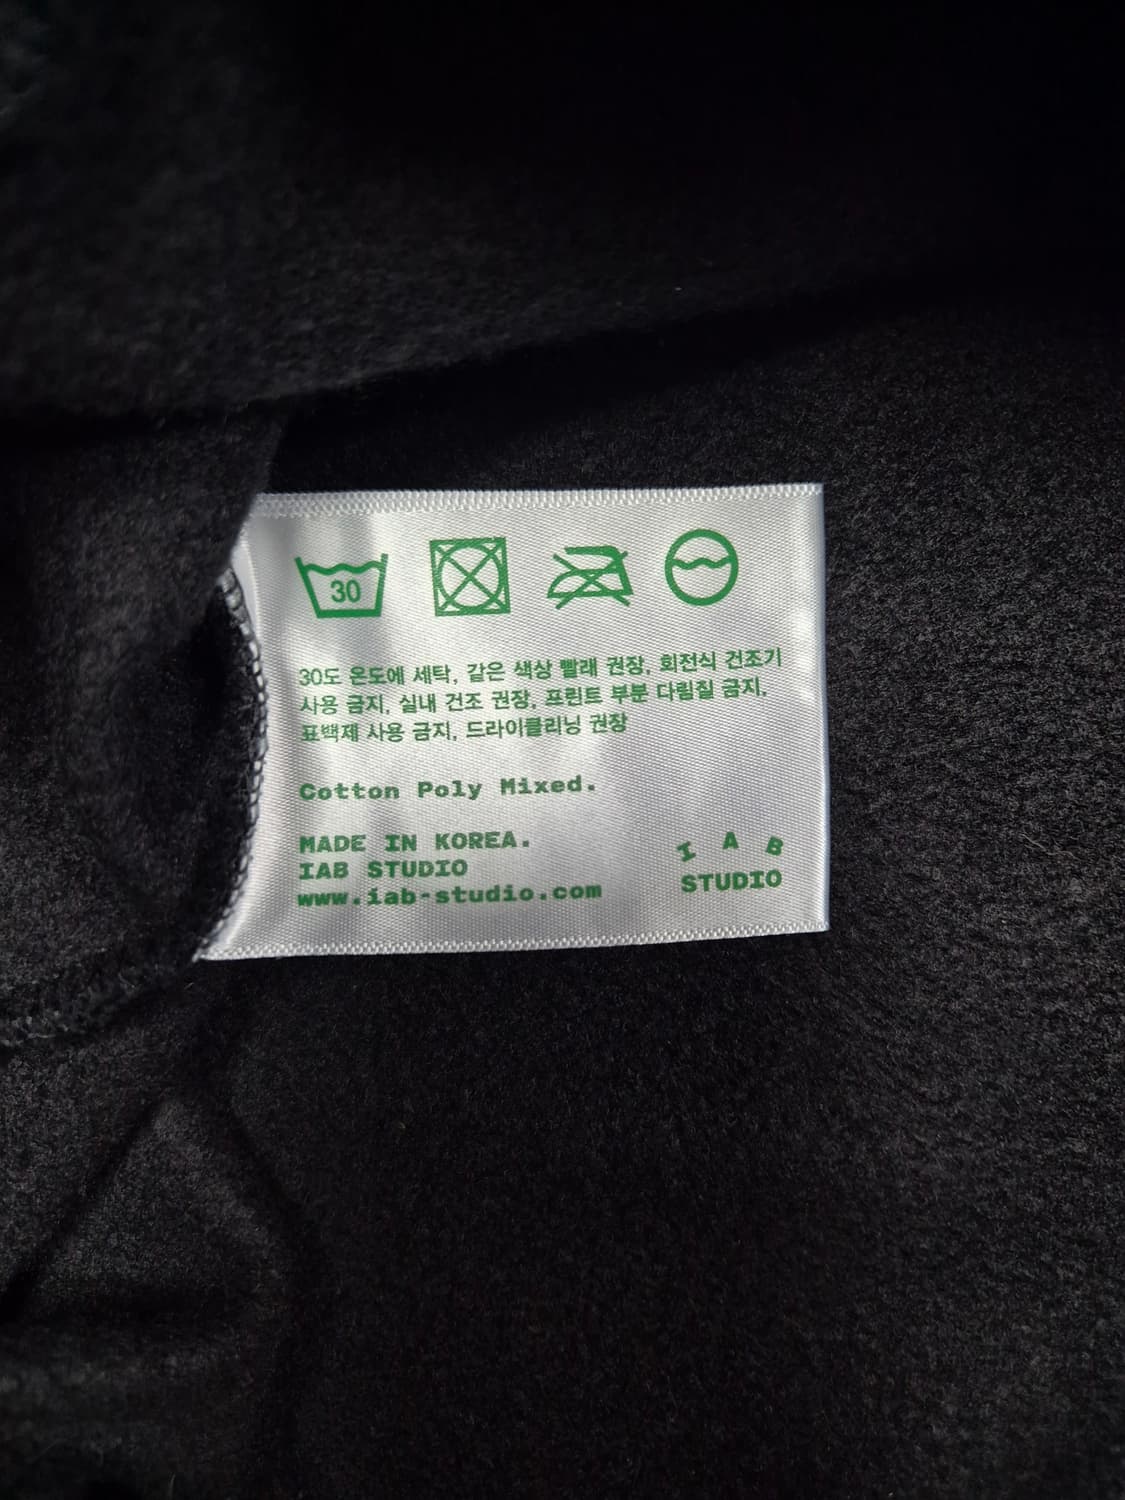 30
30도 온도에 세탁, 같은 색상 빨래 권장, 회전식 건조기
사용 금지, 실내 건조 권장, 프린트 부분 다림질 금지,
표백제 사용 금지, 드라이클리닝 권장
Cotton Poly Mixed.
MADE IN KOREA.
IAB STUDIO
www.iab-studio.com
I A B
STUDIO